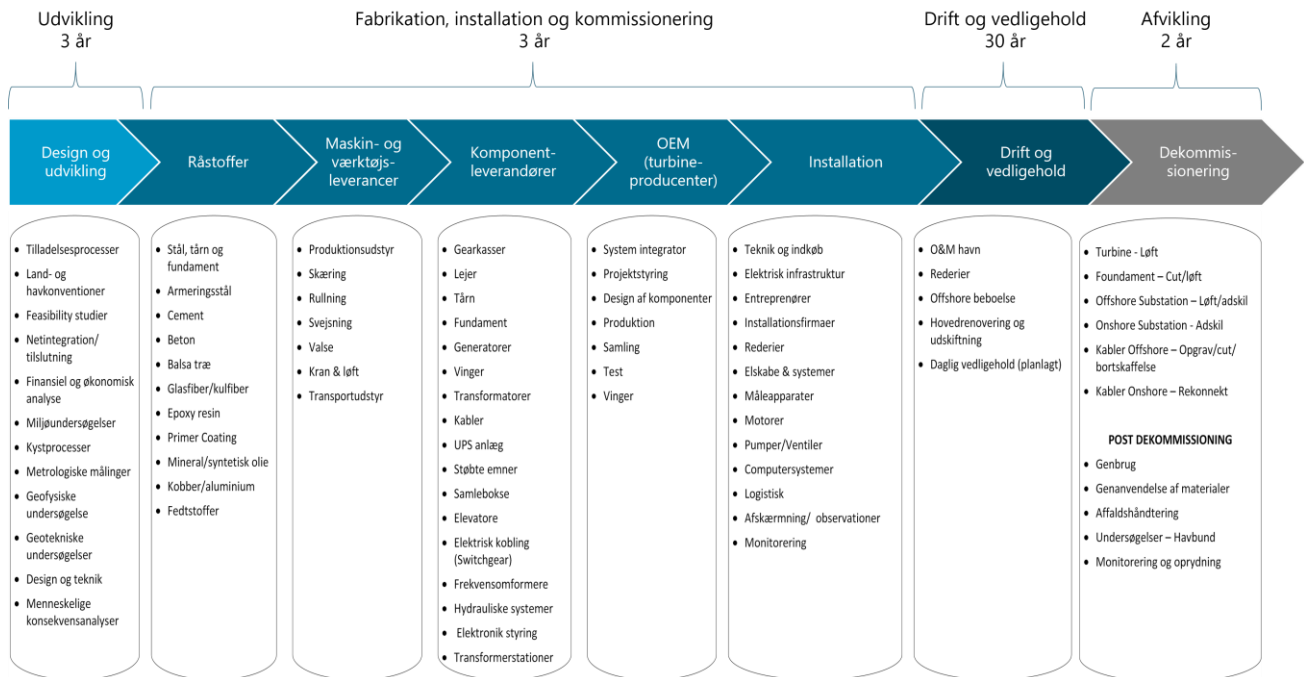 Udvikling
3 år
Fabrikation, installation og kommissionering
3 år
Drift og vedligehold
30 år
Afvikling
2 år
Design og
udvikling
Råstoffer
Maskin- og
værktøjs-
leverancer
Komponent-
leverandører
OEM
(turbine-
producenter)
Installation
Drift og
vedligehold
Dekommis-
sionering
• Tilladelsesprocesser
• Land- og
havkonventioner
• Feasibility studier
• Netintegration/
tilslutning
• Finansiel og økonomisk
analyse
• Miljøundersøgelser
• Kystprocesser
• Metrologiske målinger
• Geofysiske
undersøgelse
• Geotekniske
undersøgelser
• Design og teknik
• Menneskelige
konsekvensanalyser
• Stål, tårn og
fundament
• Armeringsstål
• Cement
• Beton
• Balsa træ
• Glasfiber/kulfiber
• Epoxy resin
• Primer Coating
• Mineral/syntetisk olie
• Kobber/aluminium
• Fedtstoffer
• Produktionsudstyr
• Skæring
• Rullning
• Svejsning
• Valse
• Kran & løft
• Transportudstyr
• Gearkasser
• Lejer
• Tårn
• Fundament
• Generatorer
• Vinger
• Transformatorer
• Kabler
• UPS anlæg
• Støbte emner
• Samlebokse
• Elevatore
• Elektrisk kobling
(Switchgear)
• Frekvensomformere
• Hydrauliske systemer
• Elektronik styring
• Transformerstationer
• System integrator
• Projektstyring
• Design af komponenter
• Produktion
• Samling
• Test
• Vinger
• Teknik og indkøb
• Elektrisk infrastruktur
• Entreprenører
• Installationsfirmaer
• Rederier
• Elskabe & systemer
• Måleapparater
• Motorer
• Pumper/Ventiler
• Computersystemer
• Logistisk
• Afskærmning/ observationer
• Monitorering
• O&M havn
• Rederier
• Offshore beboelse
• Hovedrenovering og
udskiftning
• Daglig vedligehold (planlagt)
• Turbine - Løft
• Foundament – Cut/løft
• Offshore Substation – Løft/adskil
• Onshore Substation - Adskil
• Kabler Offshore – Opgrav/cut/
bortskaffelse
• Kabler Onshore – Rekonnekt
POST DEKOMMISSIONING
• Genbrug
• Genanvendelse af materialer
• Affaldshåndtering
• Undersøgelser – Havbund
• Monitorering og oprydning